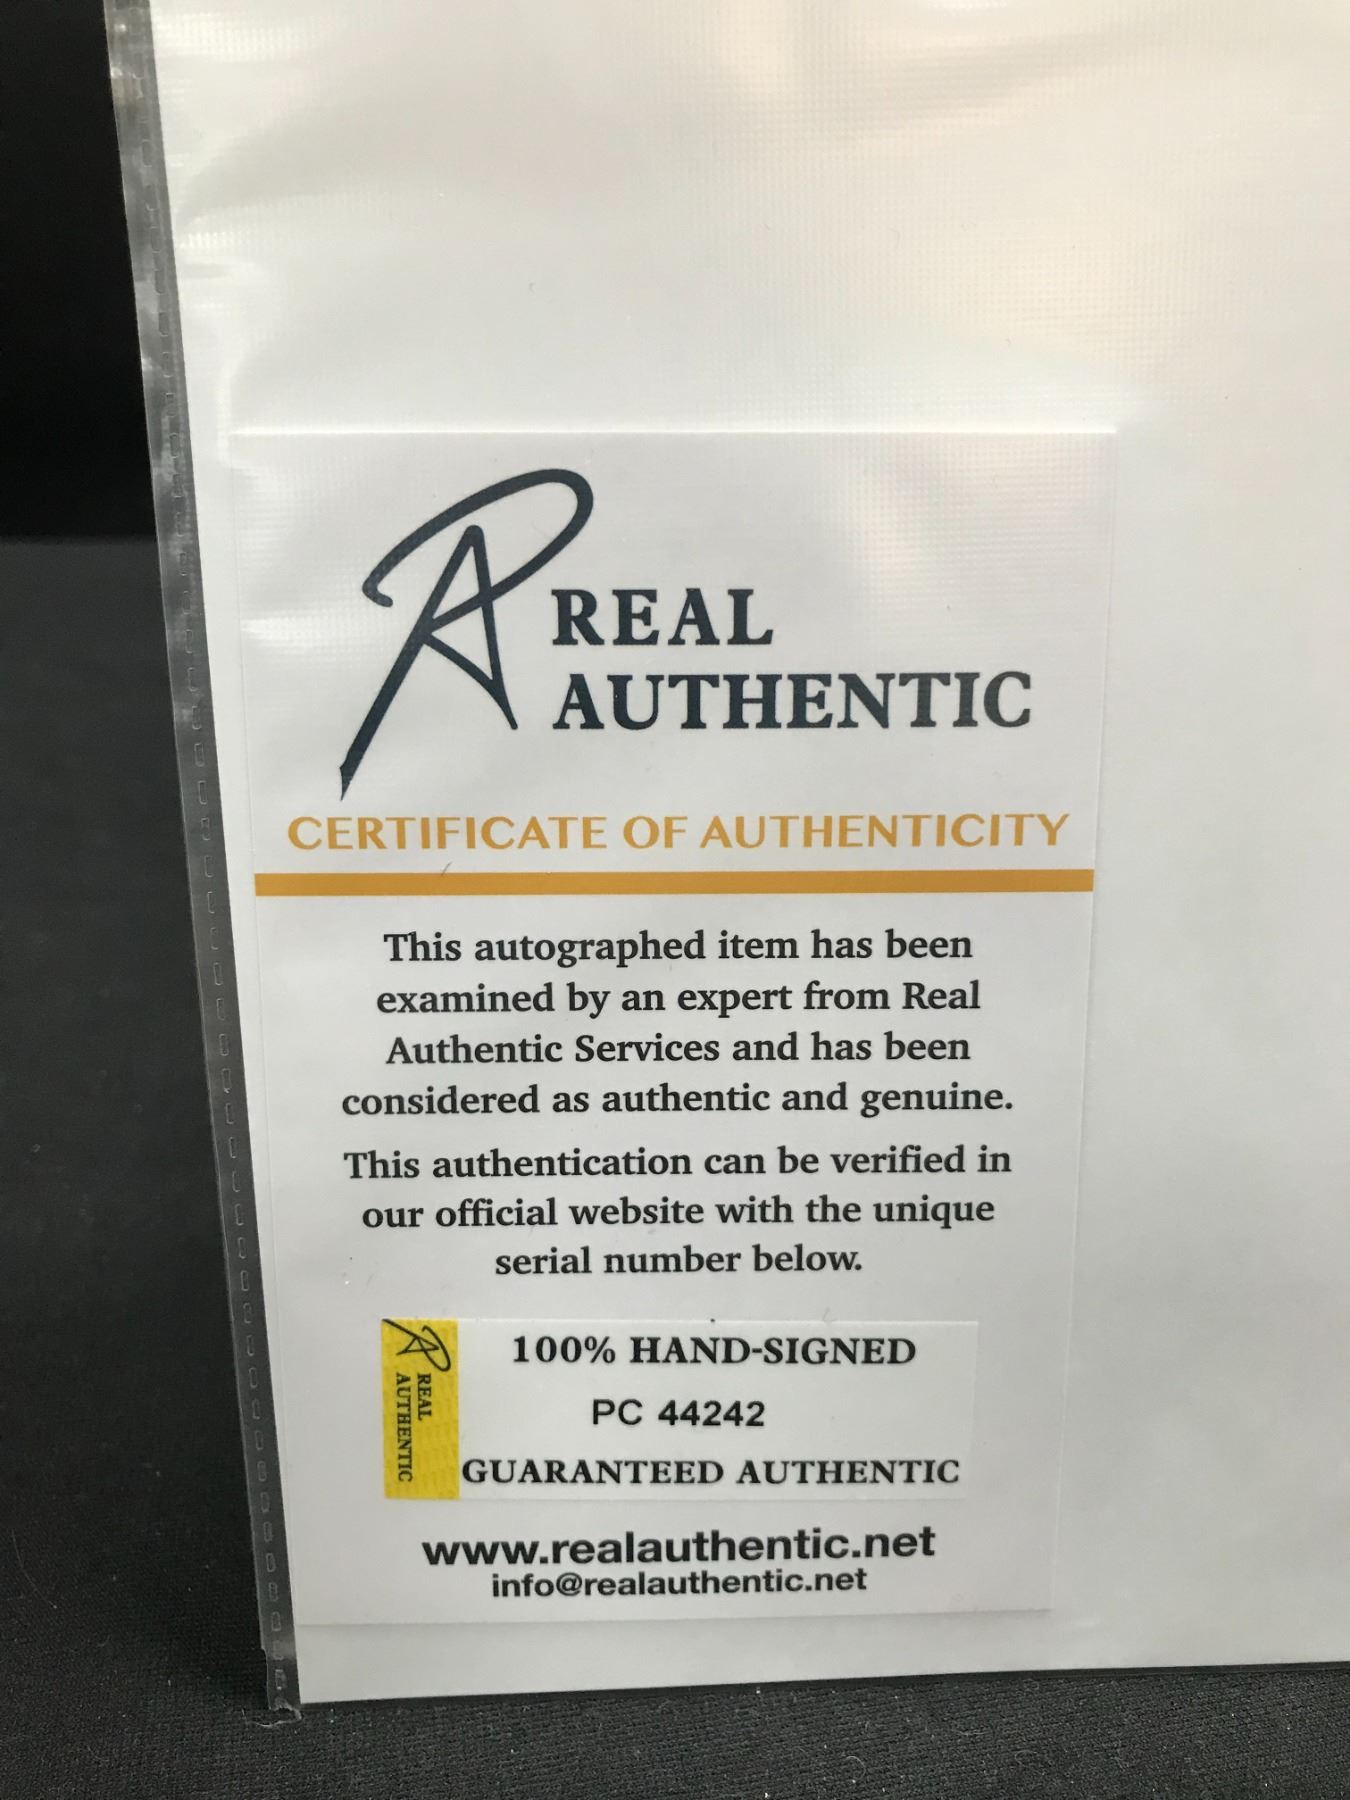 REAL
AUTHENTIC
CERTIFICATE OF AUTHENTICITY
This autographed item has been
examined by an expert from Real
Authentic Services and has been
considered as authentic and genuine.
This authentication can be verified in
our official website with the unique
serial number below.
REAL
AUTHENTIC
100% HAND-SIGNED
PC 44242
GUARANTEED AUTHENTIC
www.realauthentic.net
info@realauthentic.net